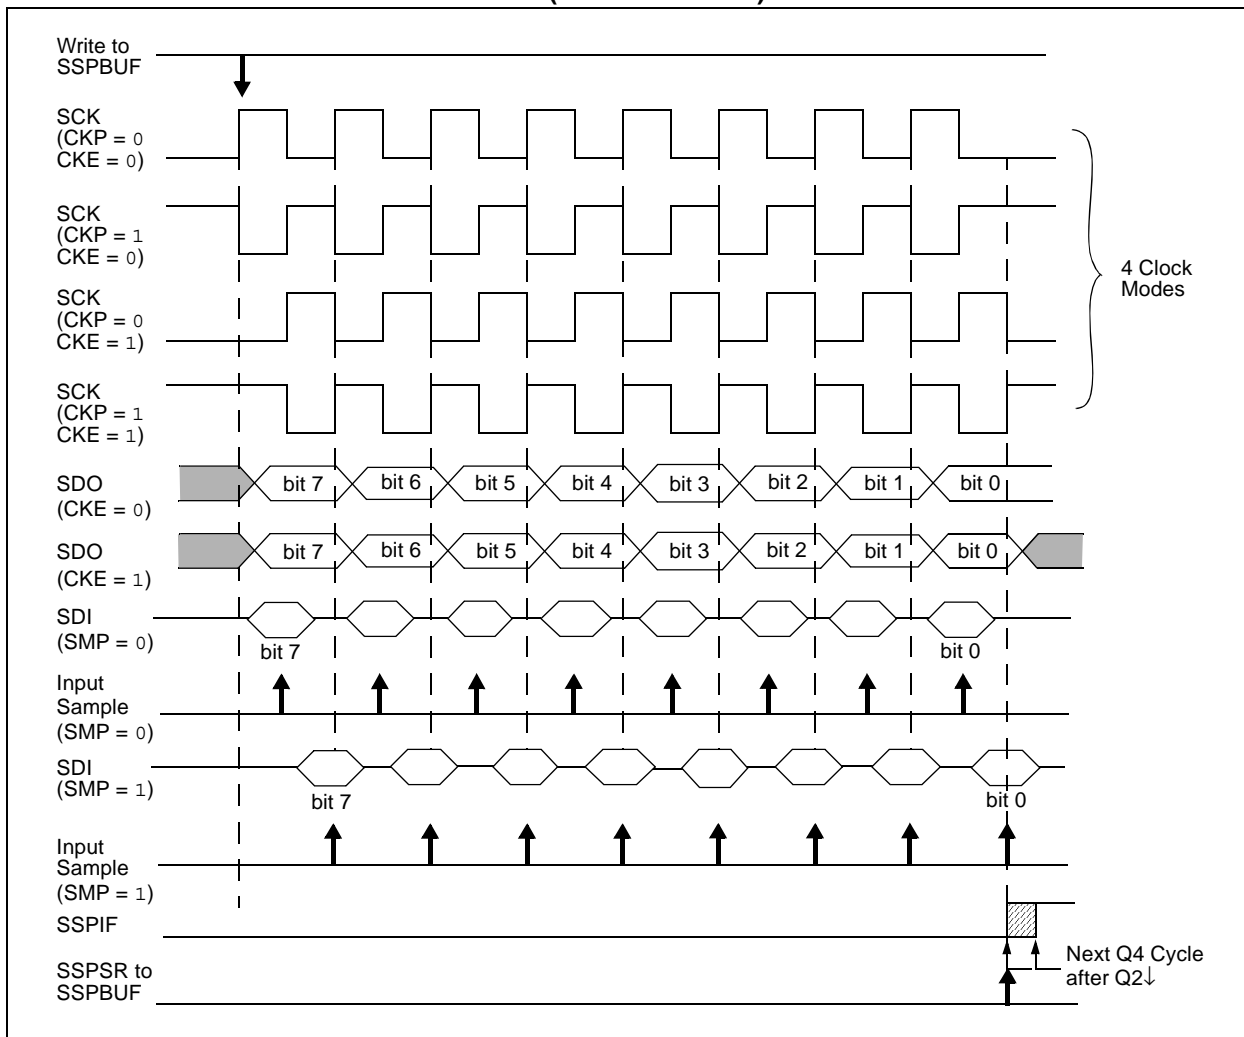 Write to
SSPBUF
SCK
(CKP = 0
CKE = 0)
SCK
(CKP = 1
CKE = 0)
SCK
(CKP = 0
CKE = 1)
SCK
(CKP = 1
CKE = 1)
4 Clock
Modes
SDO
(CKE = 0)
bit 7 bit 6 bit 5 bit 4 bit 3 bit 2 bit 1 bit 0
SDO
(CKE = 1)
bit 7 bit 6 bit 5 bit 4 bit 3 bit 2 bit 1 bit 0
SDI
(SMP = 0)
bit 7 bit 0
Input
Sample
(SMP = 0)
SDI
(SMP = 1)
bit 7 bit 0
Input
Sample
(SMP = 1)
SSPIF
Next Q4 Cycle
after Q2↓
SSPSR to
SSPBUF